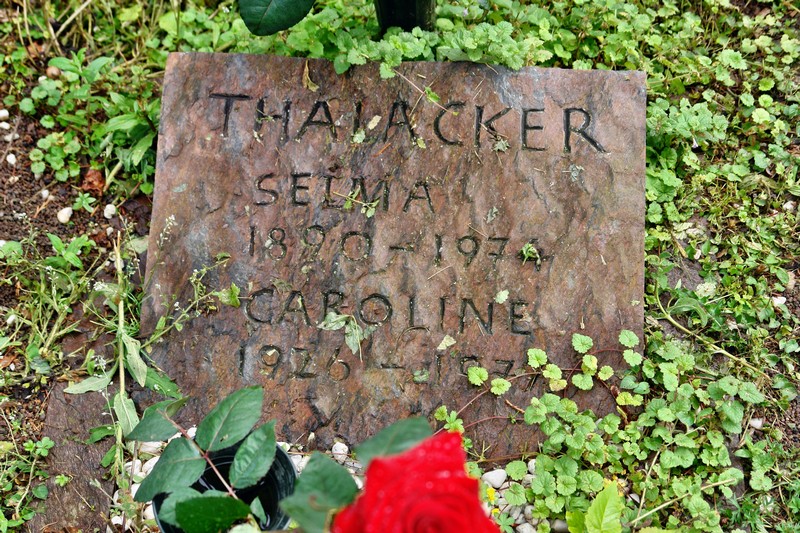 THALACKER
SELMA
1890 - 1974
CAROLINE
1926 -